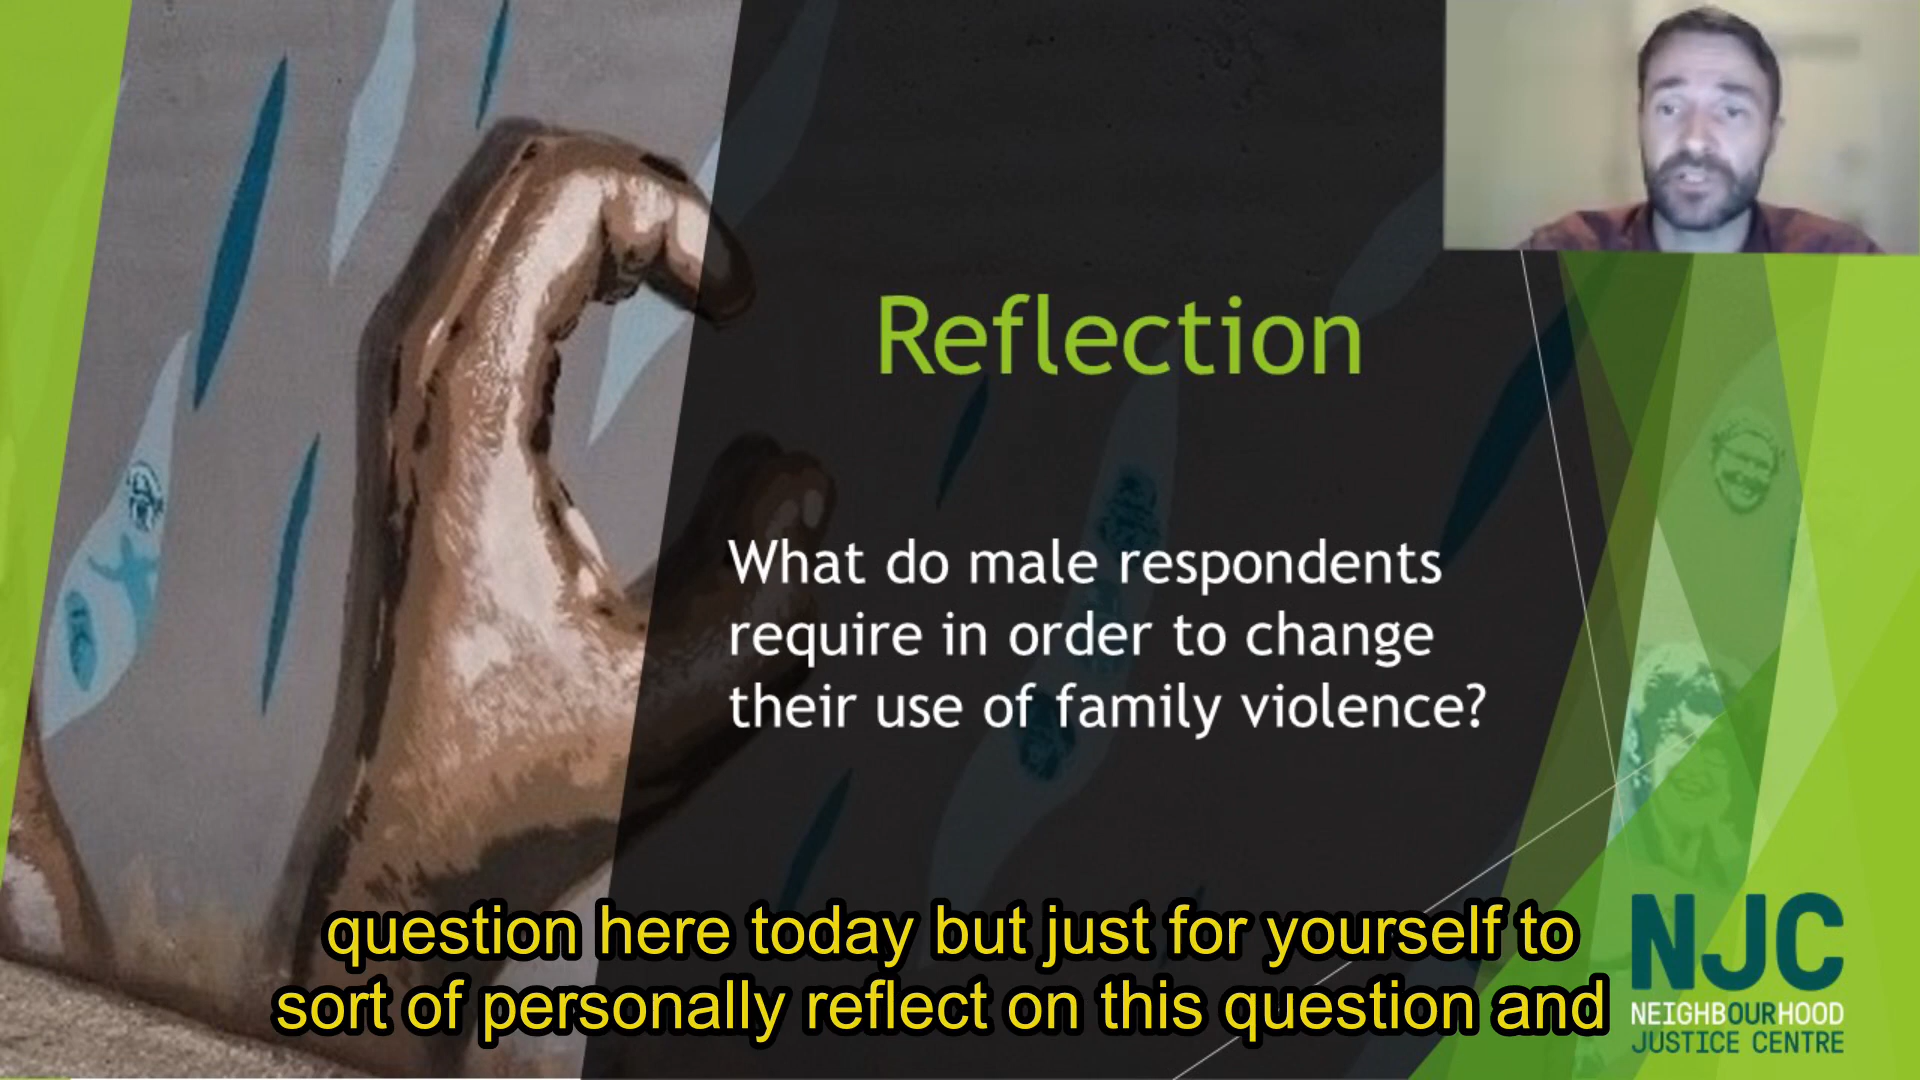 Reflection
What do male respondents
require in order to change
their use of family violence?
question here today but just for yourself to
sort of personally reflect on this question and
NJC
NEIGHBOURHOOD
JUSTICE CENTRE